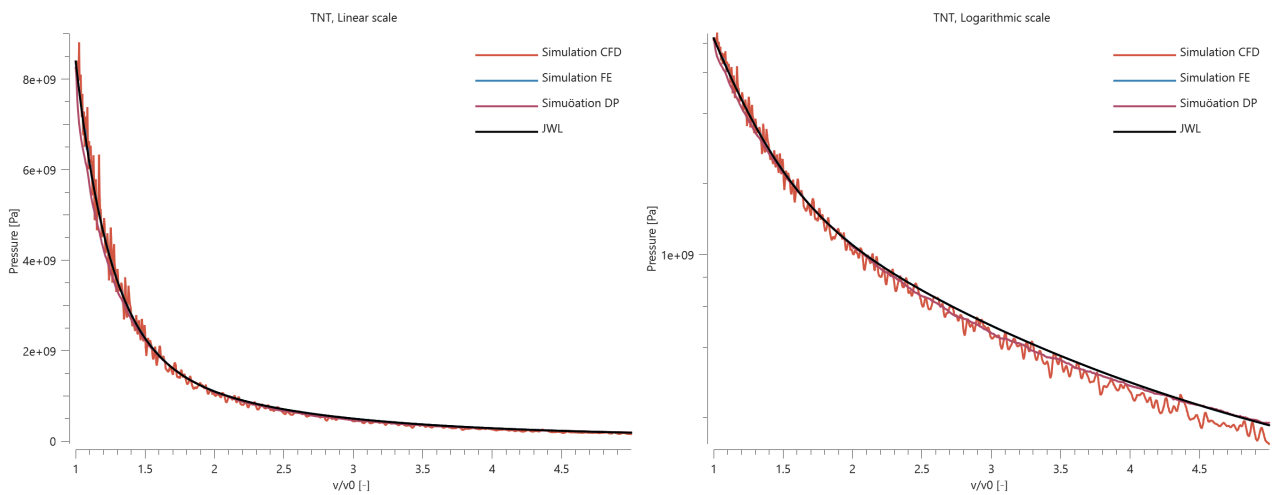 TNT, Linear scale
Simulation CFD
Simulation FE
Simuöation DP
JWL
8e+09
6e+09
4e+09
2e+09
0
Pressure [Pa]
1
1.5
2
2.5
3
3.5
4
4.5
v/v0 [-]
TNT, Logarithmic scale
Simulation CFD
Simulation FE
Simuöation DP
JWL
1e+09
Pressure [Pa]
1
1.5
2
2.5
3
3.5
4
4.5
v/v0 [-]